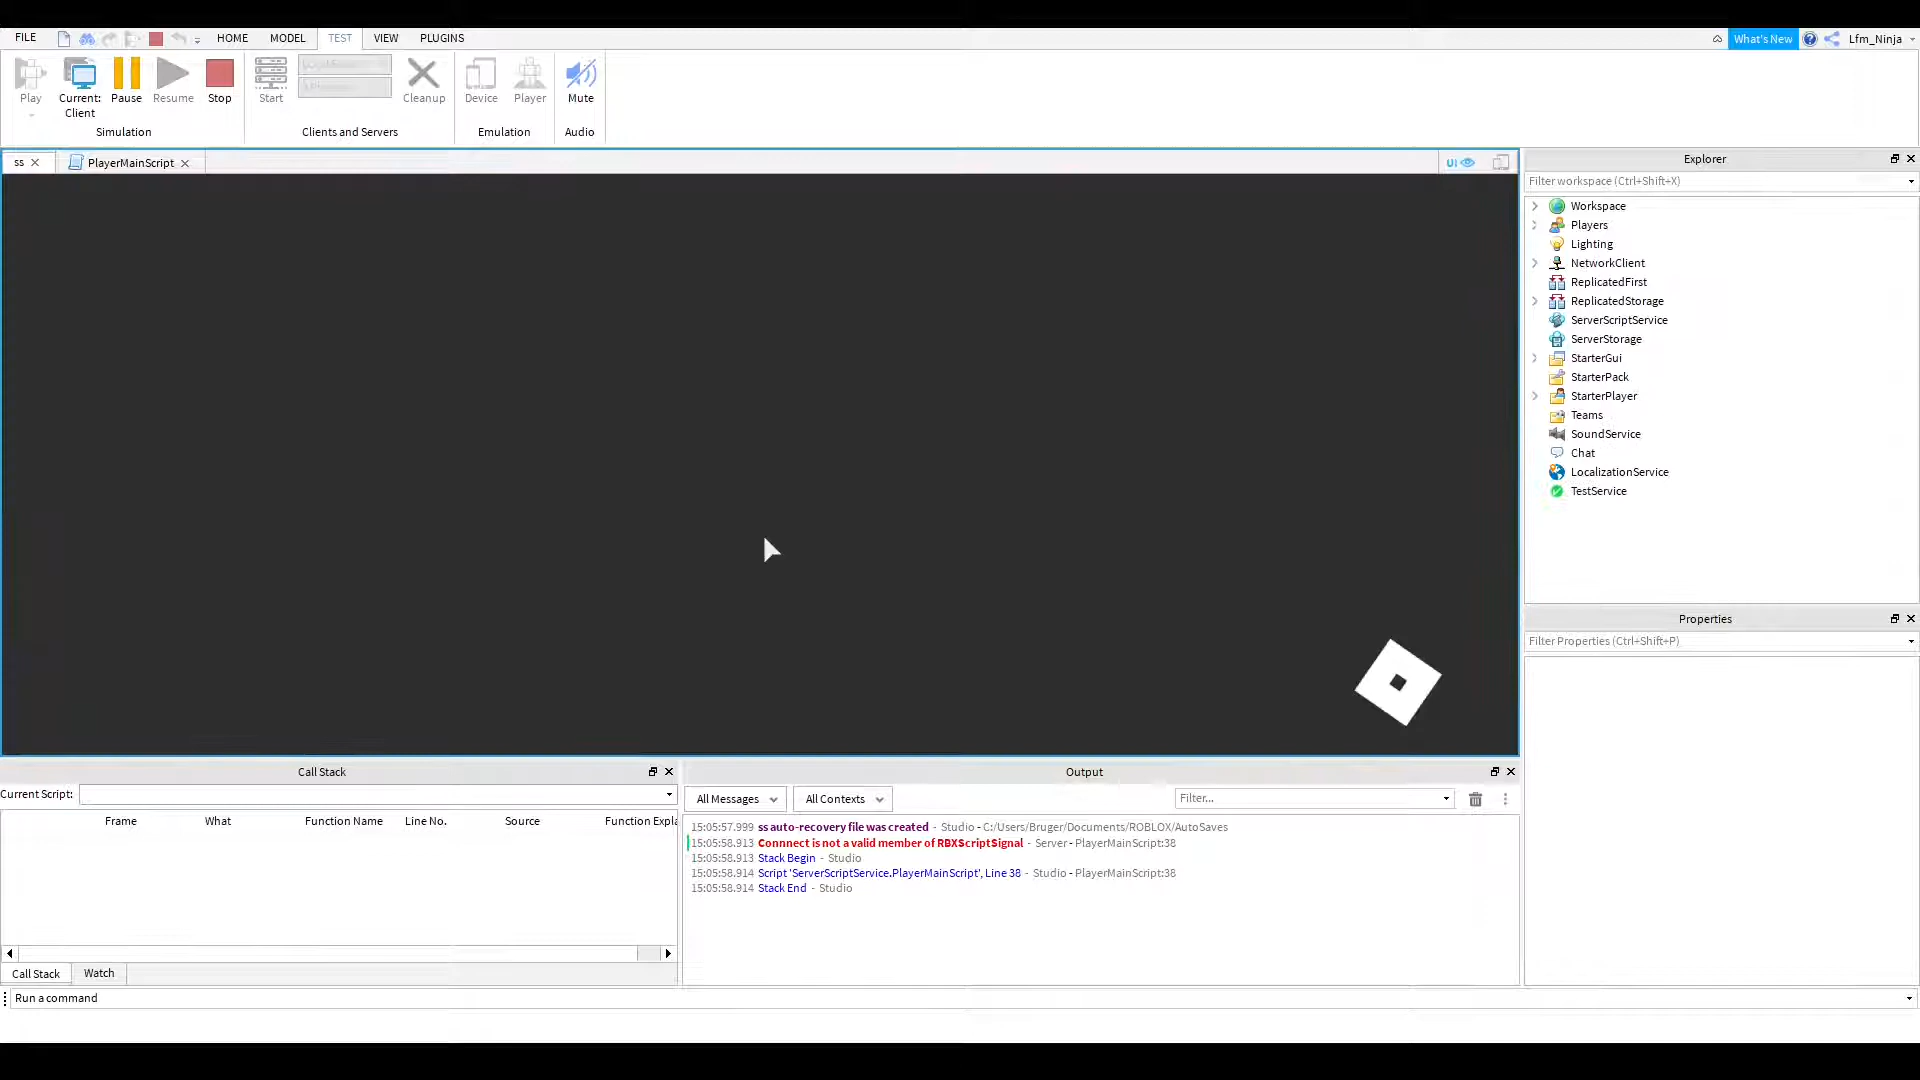 FILE HOME MODEL TEST VIEW PLUGINS What's New Lfm_Ninja
Play Current: Client Pause Resume Stop Start Cleanup Device Player Mute
Simulation Clients and Servers Emulation Audio
ss PlayerMainScript UI
Explorer
Filter workspace (Ctrl+Shift+X)
Workspace
Players
Lighting
NetworkClient
ReplicatedFirst
ReplicatedStorage
ServerScriptService
ServerStorage
StarterGui
StarterPack
StarterPlayer
Teams
SoundService
Chat
LocalizationService
TestService
Properties
Filter Properties (Ctrl+Shift+P)
Call Stack
Current Script:
Frame What Function Name Line No. Source Function Expla
Call Stack Watch
Output
All Messages All Contexts Filter...
15:05:57.999 ss auto-recovery file was created - Studio - C:/Users/Bruger/Documents/ROBLOX/AutoSaves
15:05:58.913 Connnect is not a valid member of RBXScriptSignal - Server - PlayerMainScript:38
15:05:58.913 Stack Begin - Studio
15:05:58.914 Script 'ServerScriptService.PlayerMainScript', Line 38 - Studio - PlayerMainScript:38
15:05:58.914 Stack End - Studio
Run a command